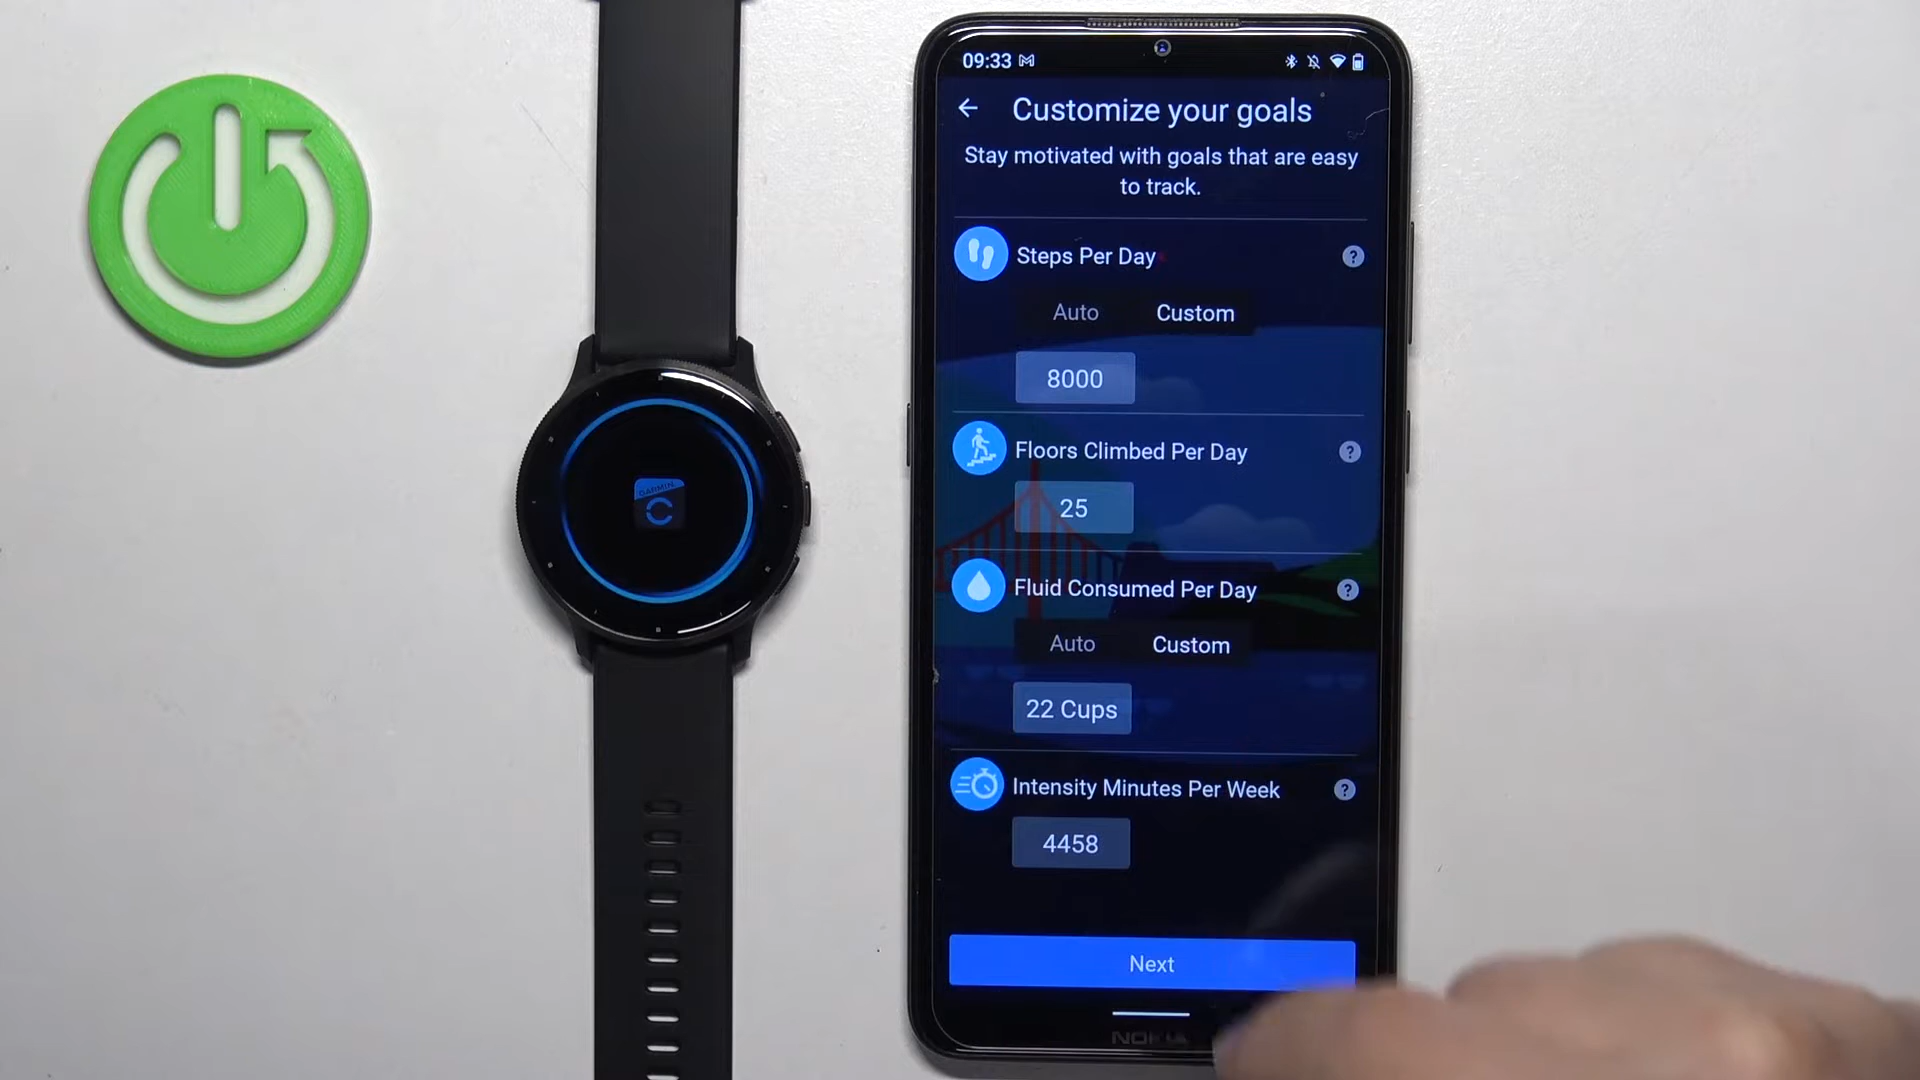 09:33
Customize your goals
Stay motivated with goals that are easy
to track.
Steps Per Day
?
Auto Custom
8000
Floors Climbed Per Day
?
25
Fluid Consumed Per Day
?
Auto Custom
22 Cups
Intensity Minutes Per Week
?
4458
Next
NOKIA
GARMIN